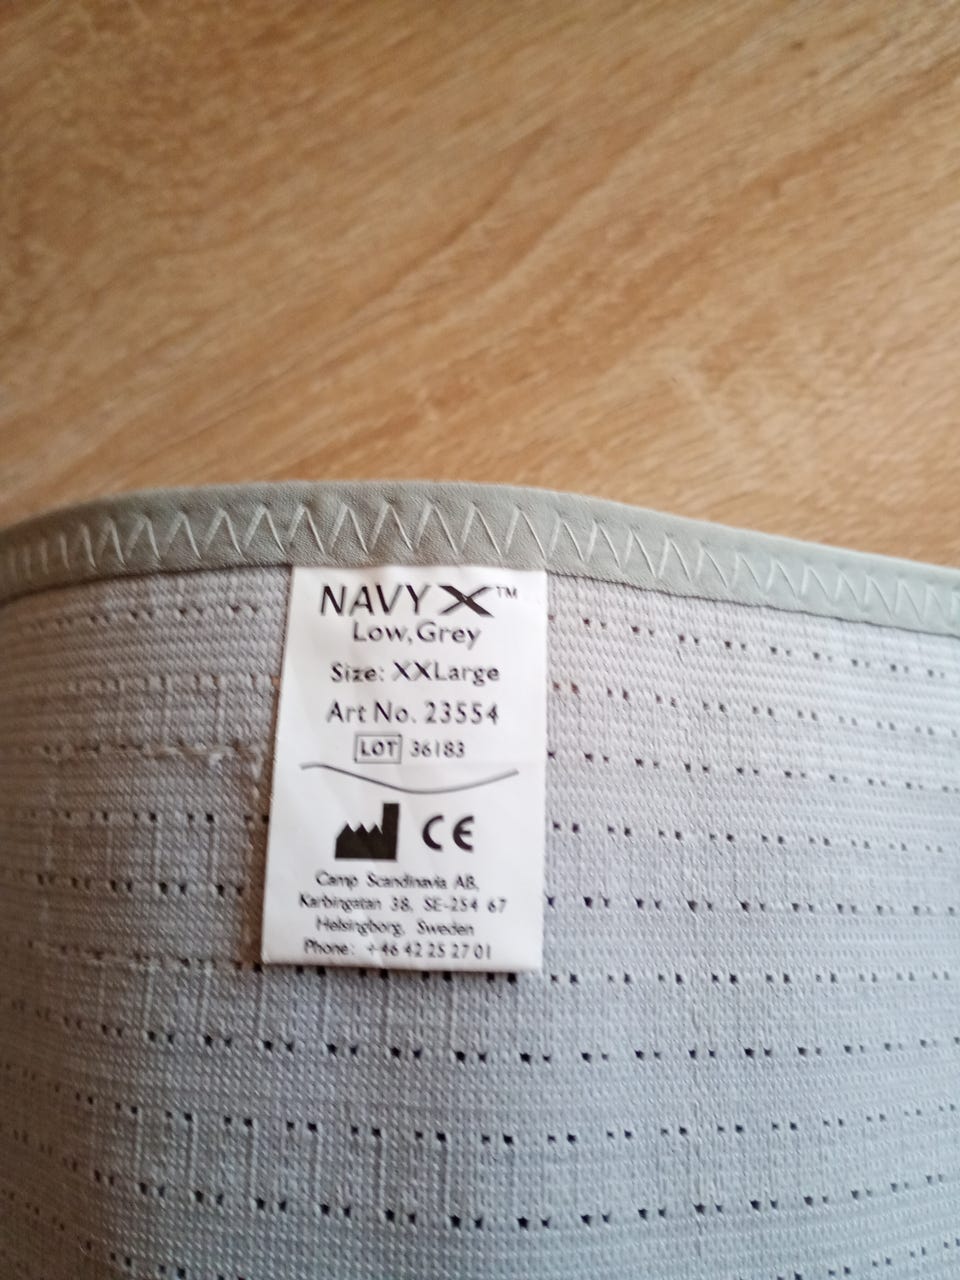 NAVY X™
Low, Grey
Size: XXLarge
Art No. 23554
LOT 36183
CE
Camp Scandinavia AB,
Karbingatan 38, SE-254 67
Helsingborg, Sweden
Phone: +46 42 25 27 01